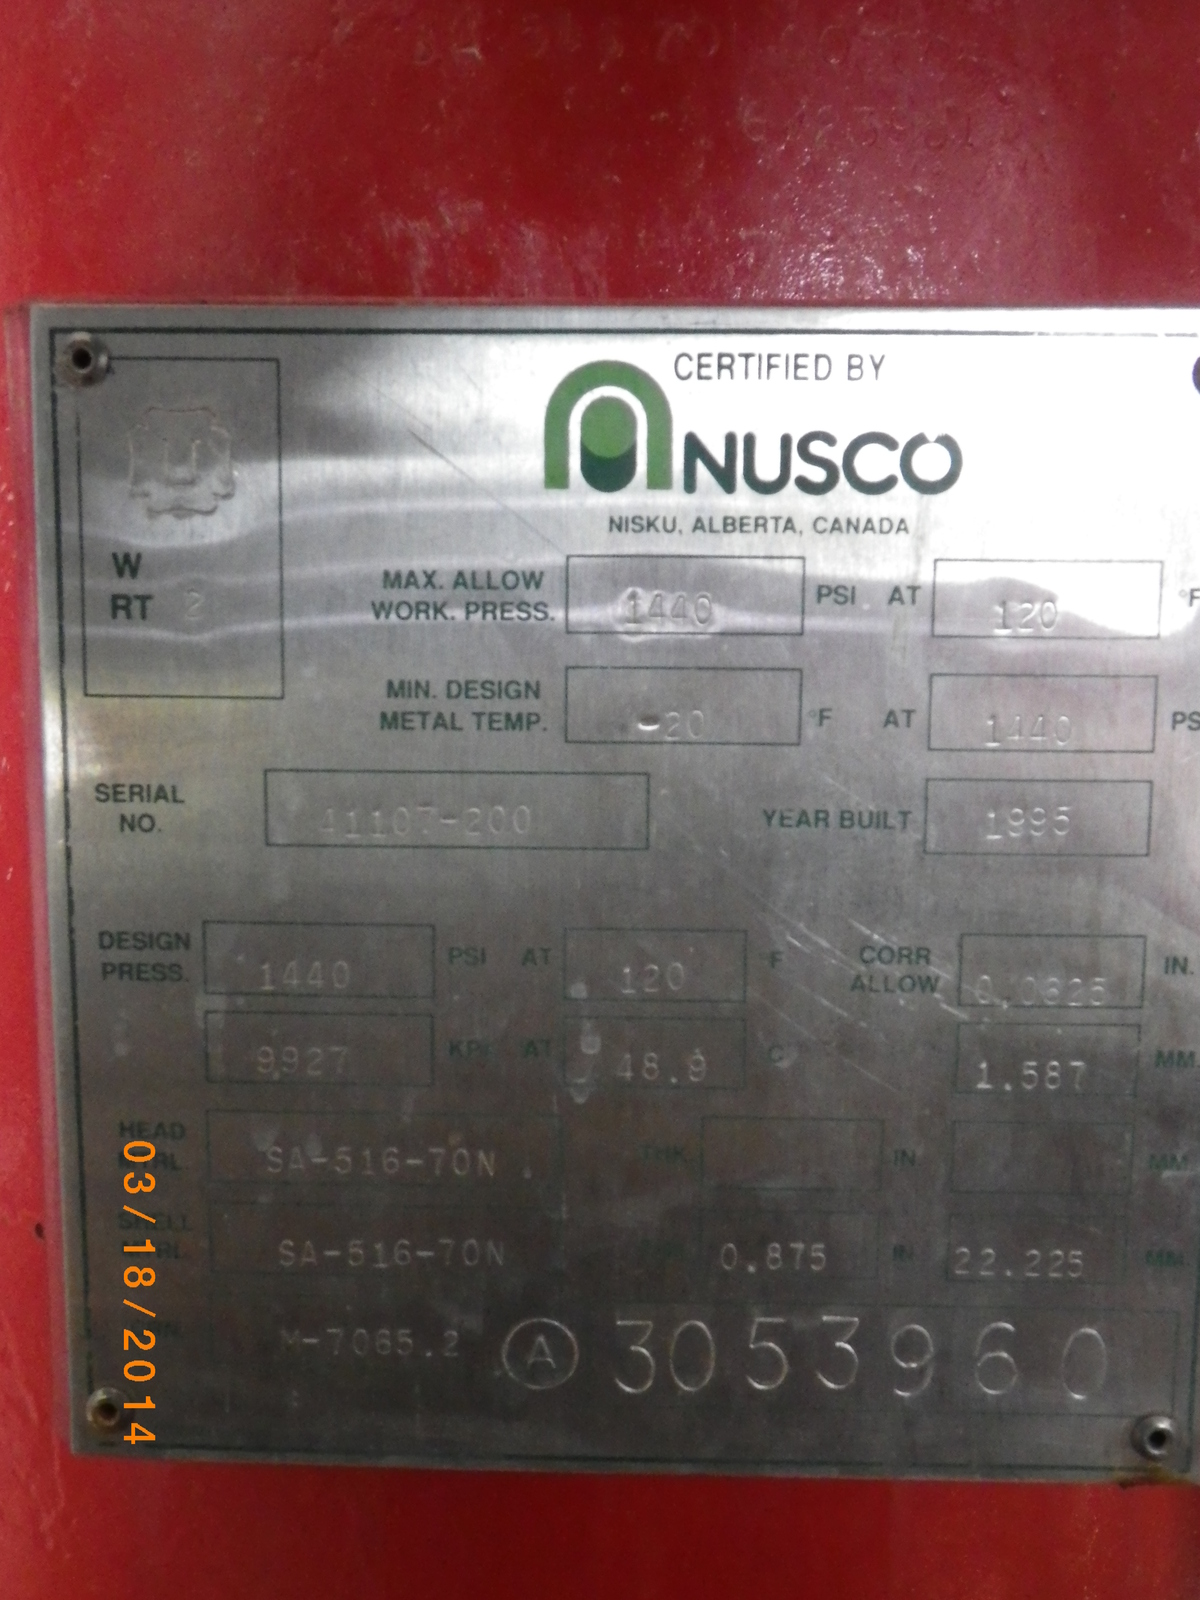 CERTIFIED BY
NUSCO
NISKU, ALBERTA, CANADA
U
W
RT 2
MAX. ALLOW WORK. PRESS. 1440 PSI AT 120 °F
MIN. DESIGN METAL TEMP. -20 °F AT 1440 PS
SERIAL NO. 41107-200 YEAR BUILT 1995
DESIGN PRESS. 1440 PSI AT 120 F CORR ALLOW 0.0625 IN.
9927 KP AT 48.9 C 1.587 MM.
HEAD MTRL. SA-516-70N THK. IN MM.
SHELL MTRL. SA-516-70N 0.875 IN 22.225 MM.
M-7065.2 A 3053960
03/18/2014